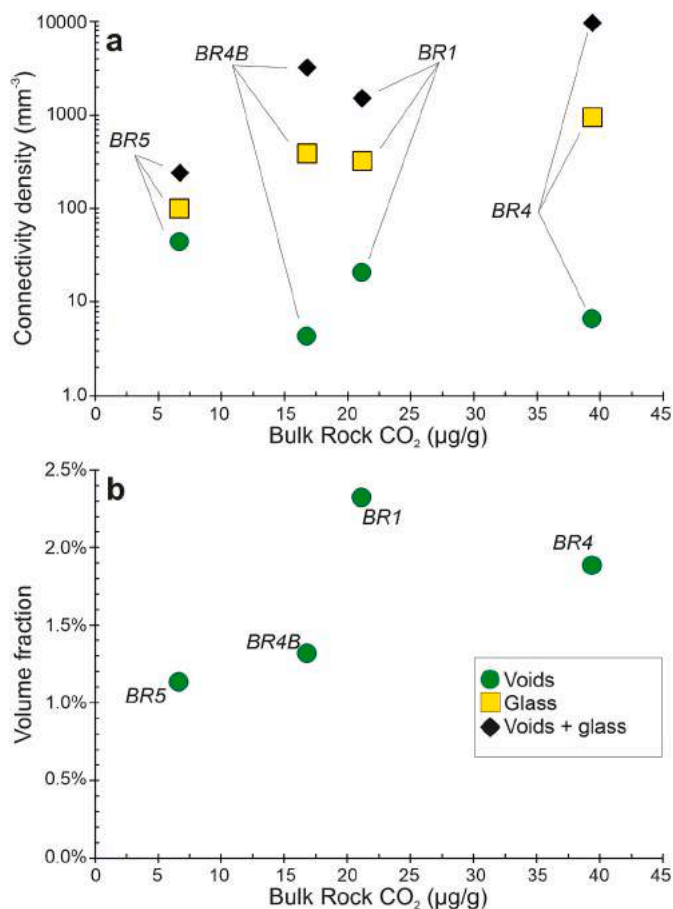 a
Connectivity density (mm⁻³)
10000
1000
100
10
1.0
BR4B
BR1
BR5
BR4
0 5 10 15 20 25 30 35 40 45
Bulk Rock CO₂ (µg/g)
b
Volume fraction
2.5%
2.0%
1.5%
1.0%
0.5%
0.0%
BR1
BR4
BR4B
BR5
Voids
Glass
Voids + glass
0 5 10 15 20 25 30 35 40 45
Bulk Rock CO₂ (µg/g)